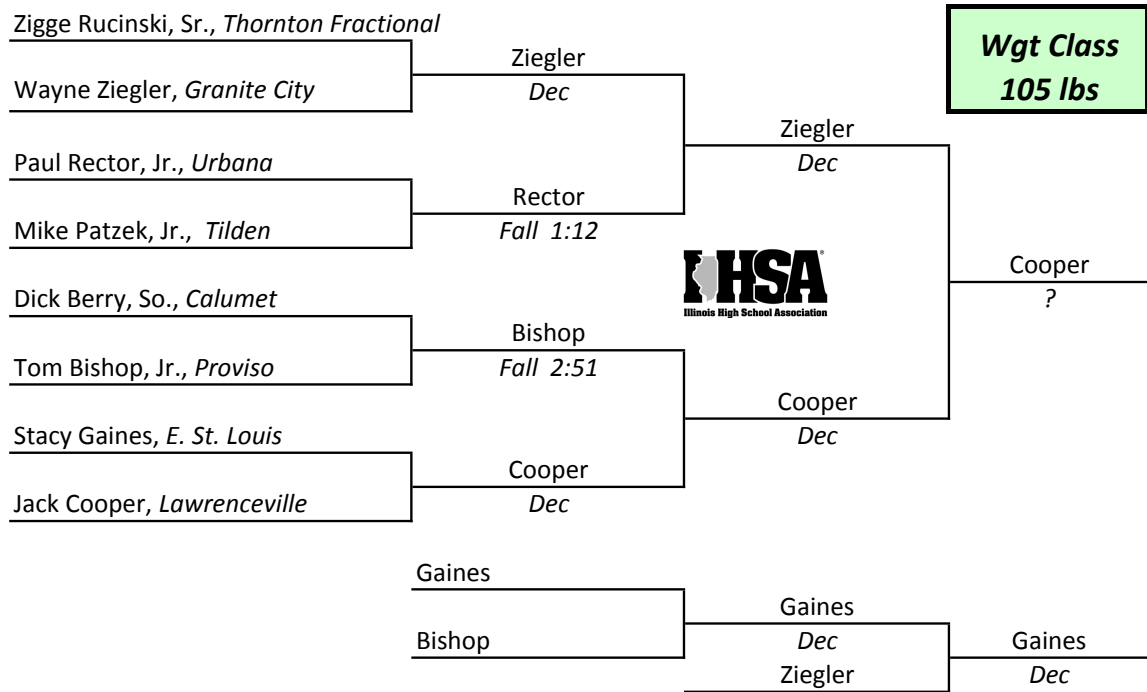 Zigge Rucinski, Sr., Thornton Fractional
Wgt Class
105 lbs
Ziegler
Wayne Ziegler, Granite City
Dec
Ziegler
Paul Rector, Jr., Urbana
Dec
Rector
Mike Patzek, Jr., Tilden
Fall 1:12
IHSA
Illinois High School Association
Cooper
?
Dick Berry, So., Calumet
Bishop
Tom Bishop, Jr., Proviso
Fall 2:51
Cooper
Dec
Stacy Gaines, E. St. Louis
Cooper
Jack Cooper, Lawrenceville
Dec
Gaines
Gaines
Bishop
Dec
Gaines
Ziegler
Dec